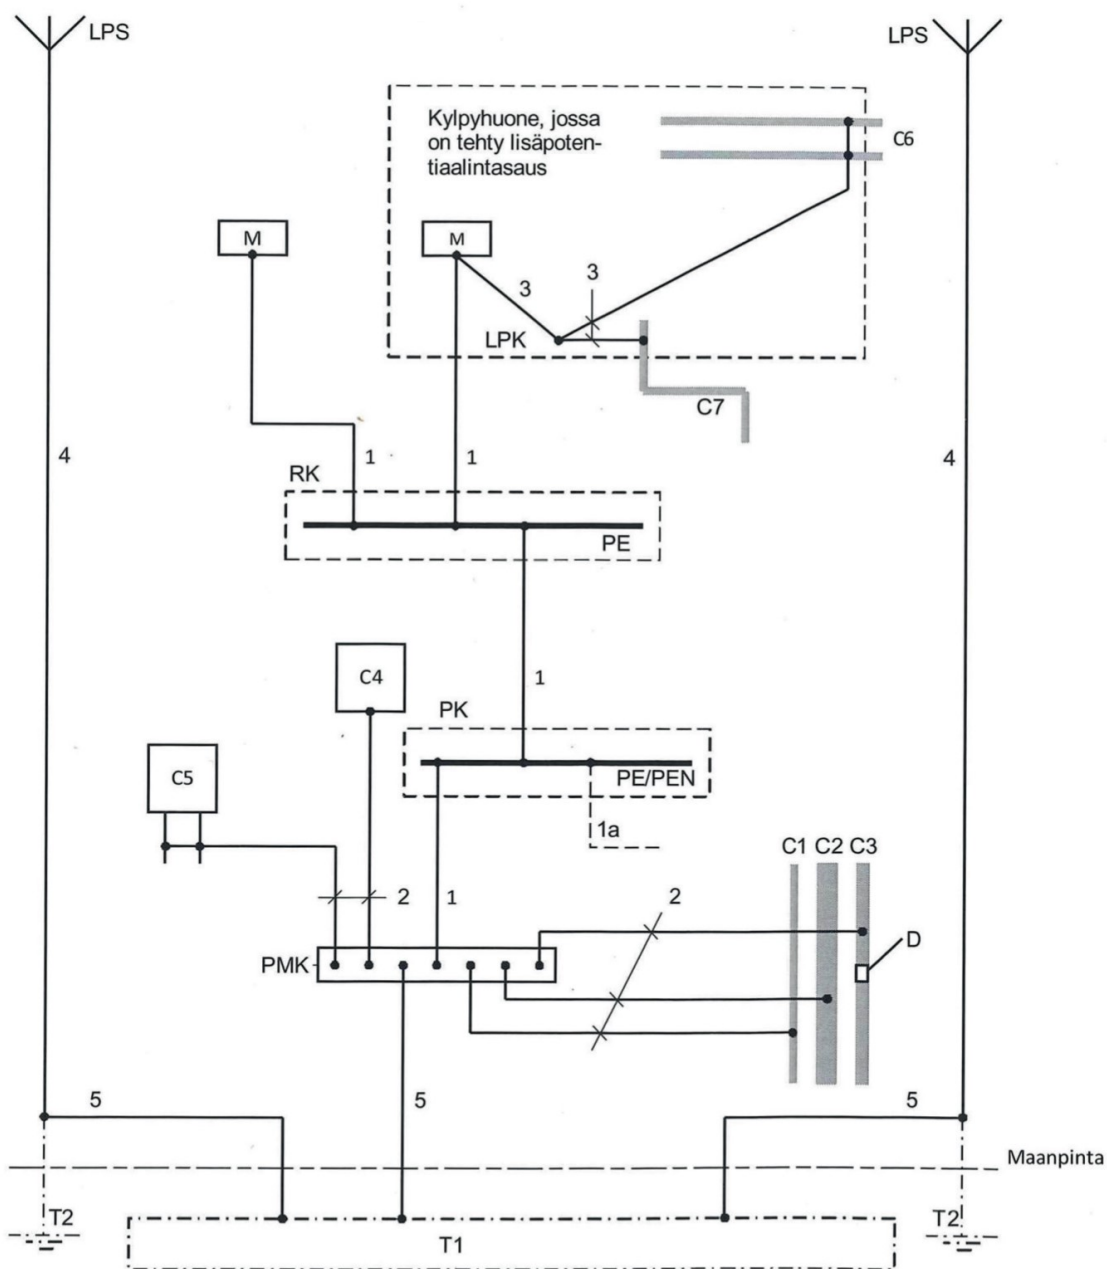 LPS
LPS
Kylpyhuone, jossa
on tehty lisäpoten-
tiaalintasaus
C6
M
M
3
3
LPK
C7
4
4
1
1
RK
PE
C4
1
PK
C5
PE/PEN
1a
C1 C2 C3
2
1
2
D
PMK
5
5
5
Maanpinta
T2
T2
T1